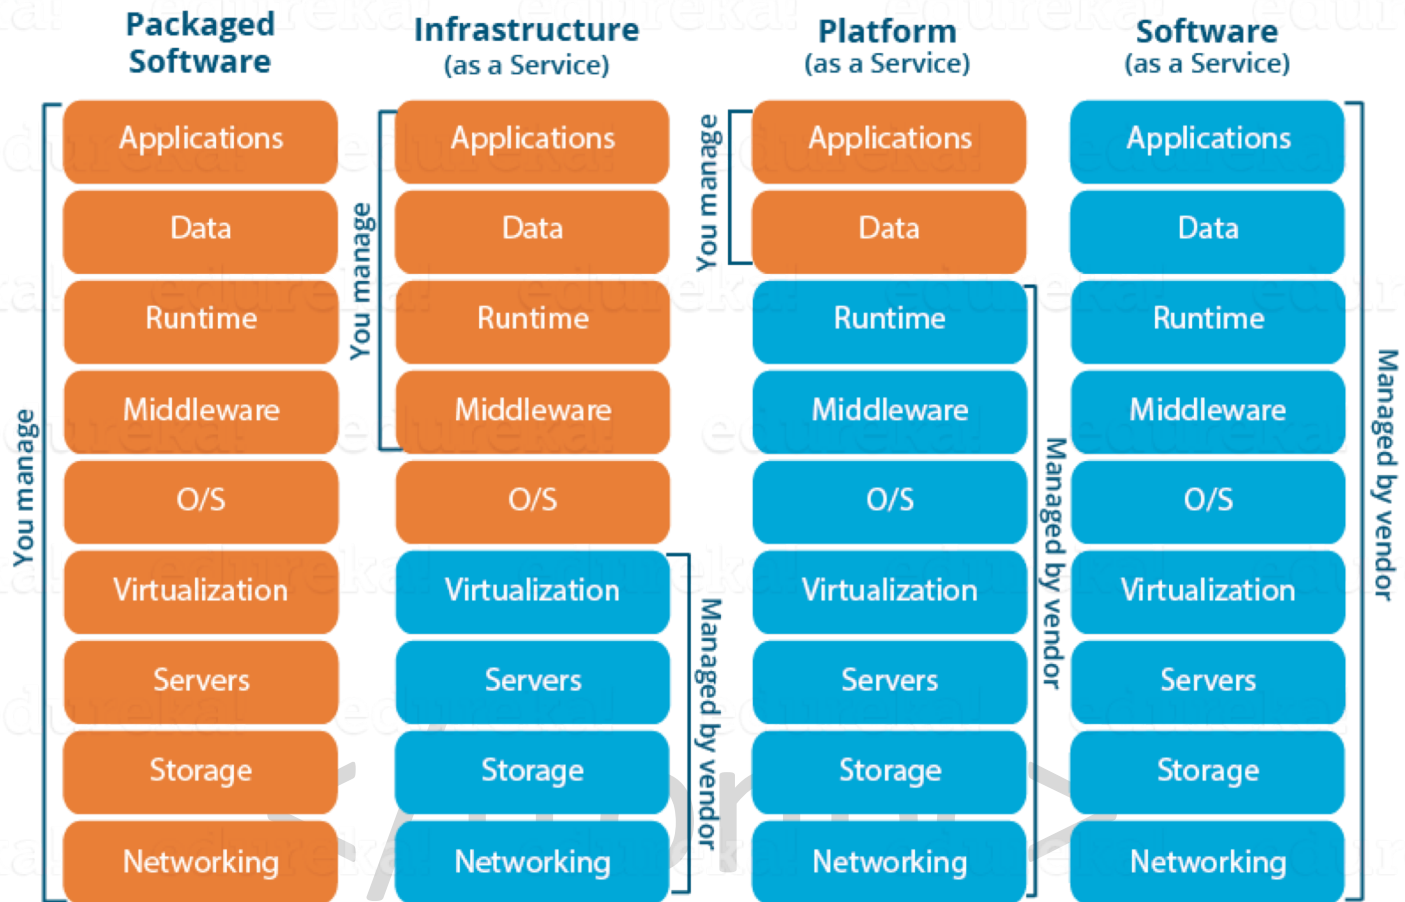 Packaged
Software
Applications
Data
Runtime
Middleware
O/S
Virtualization
Servers
Storage
Networking
You manage
Infrastructure
(as a Service)
Applications
Data
Runtime
Middleware
O/S
Virtualization
Servers
Storage
Networking
You manage
Managed by vendor
Platform
(as a Service)
Applications
Data
Runtime
Middleware
O/S
Virtualization
Servers
Storage
Networking
You manage
Managed by vendor
Software
(as a Service)
Applications
Data
Runtime
Middleware
O/S
Virtualization
Servers
Storage
Networking
Managed by vendor
edureka!